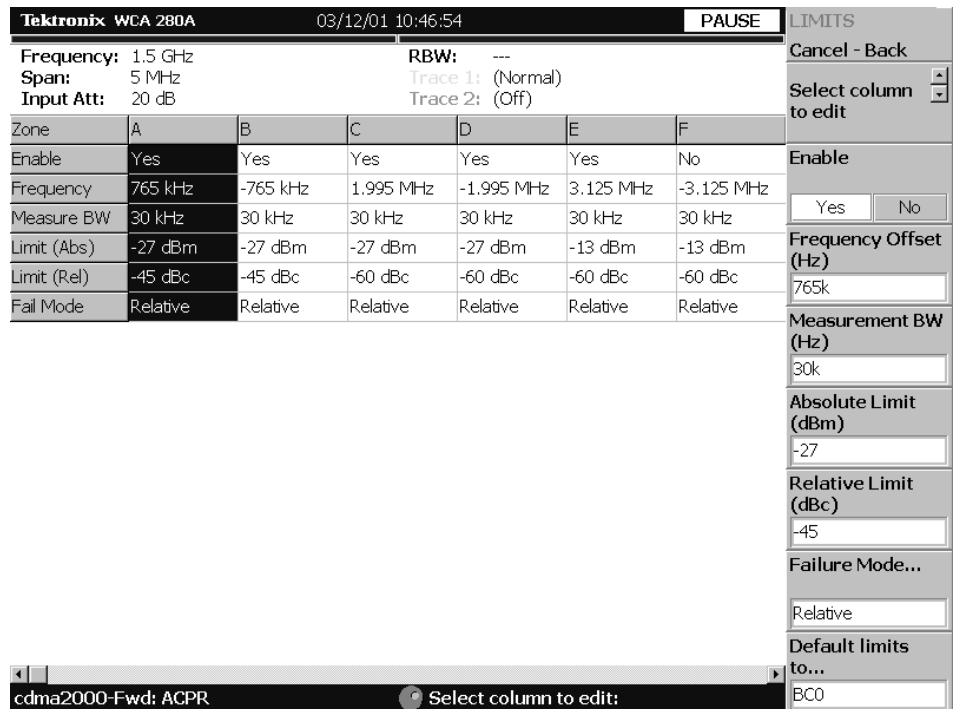 Tektronix WCA 280A 03/12/01 10:46:54 PAUSE
Frequency: 1.5 GHz RBW: ---
Span: 5 MHz Trace 1: (Normal)
Input Att: 20 dB Trace 2: (Off)
Zone A B C D E F
Enable Yes Yes Yes Yes Yes No
Frequency 765 kHz -765 kHz 1.995 MHz -1.995 MHz 3.125 MHz -3.125 MHz
Measure BW 30 kHz 30 kHz 30 kHz 30 kHz 30 kHz 30 kHz
Limit (Abs) -27 dBm -27 dBm -27 dBm -27 dBm -13 dBm -13 dBm
Limit (Rel) -45 dBc -45 dBc -60 dBc -60 dBc -60 dBc -60 dBc
Fail Mode Relative Relative Relative Relative Relative Relative
cdma2000-Fwd: ACPR Select column to edit:
LIMITS
Cancel - Back
Select column
to edit
Enable
Yes No
Frequency Offset
(Hz)
765k
Measurement BW
(Hz)
30k
Absolute Limit
(dBm)
-27
Relative Limit
(dBc)
-45
Failure Mode...
Relative
Default limits
to...
BC0